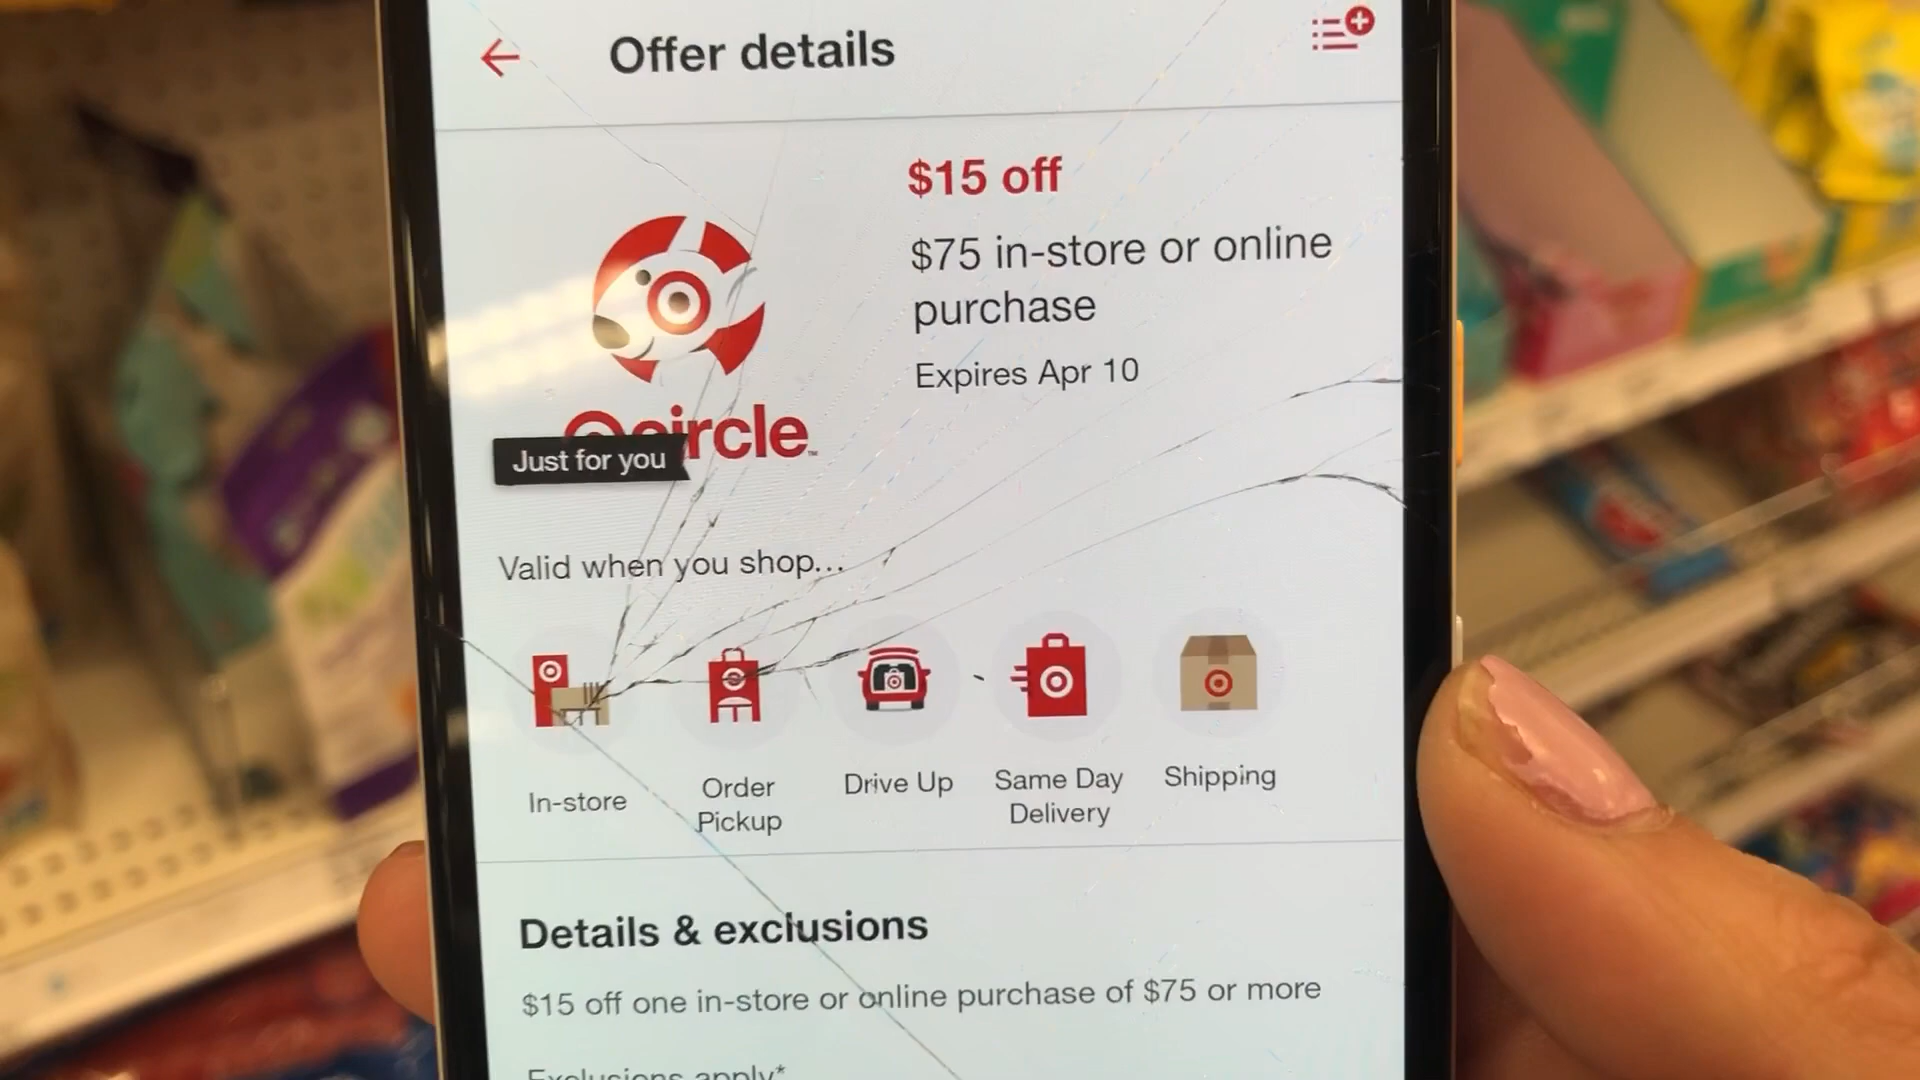 Offer details
$15 off
$75 in-store or online
purchase
Expires Apr 10
circle
Just for you
Valid when you shop...
In-store
Order
Pickup
Drive Up
Same Day
Delivery
Shipping
Details & exclusions
$15 off one in-store or online purchase of $75 or more
Exclusions apply*